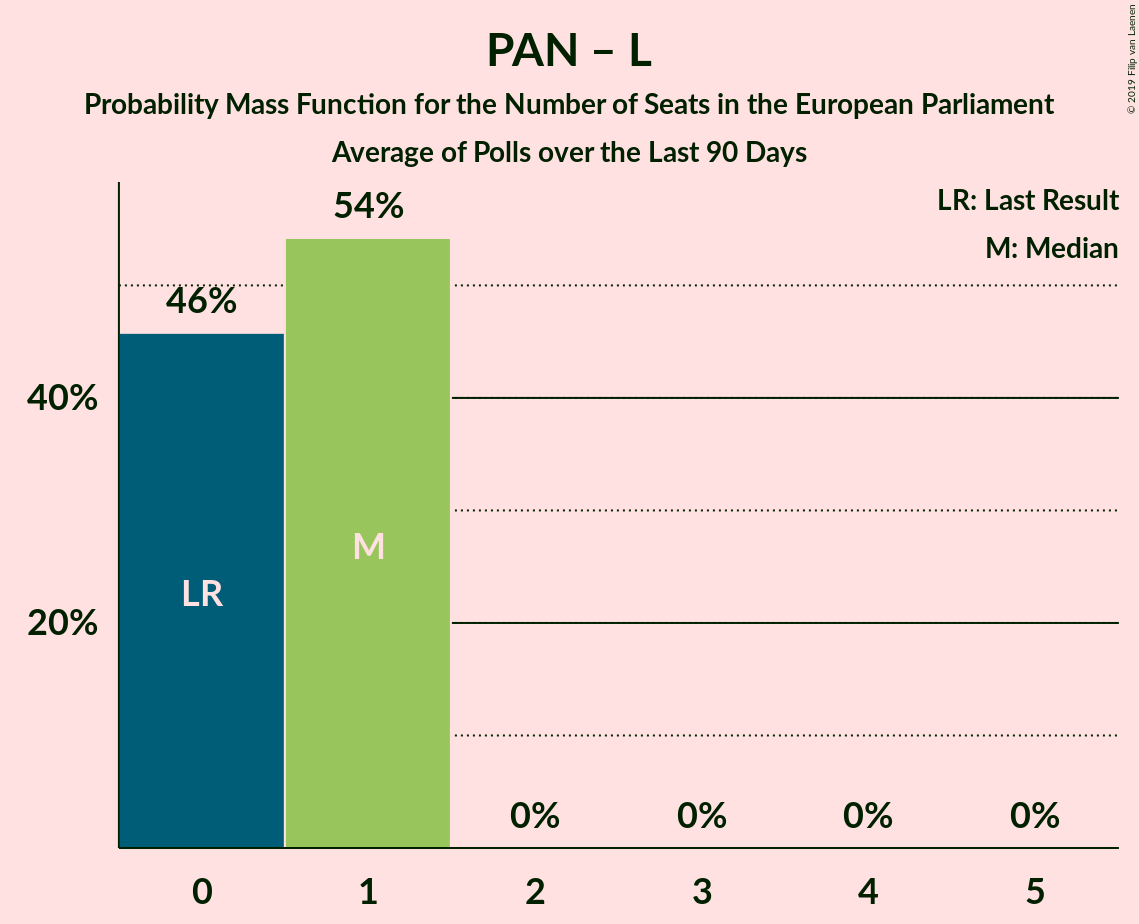 PAN – L
Probability Mass Function for the Number of Seats in the European Parliament
Average of Polls over the Last 90 Days
© 2019 Filip van Laenen
LR: Last Result
M: Median
54%
46%
40%
20%
M
LR
0%
0%
0%
0%
0
1
2
3
4
5